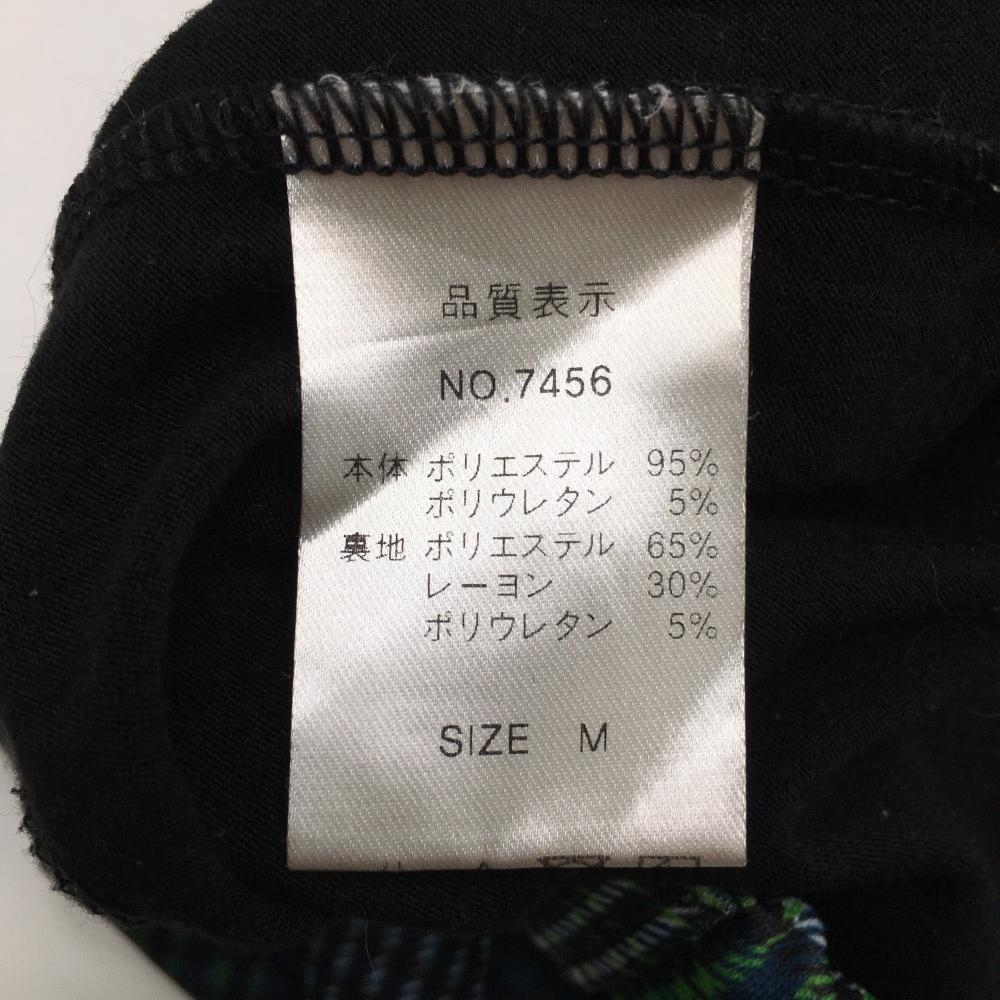 品質表示
NO.7456
本体 ポリエステル 95%
ポリウレタン 5%
裏地 ポリエステル 65%
レーヨン 30%
ポリウレタン 5%
SIZE M